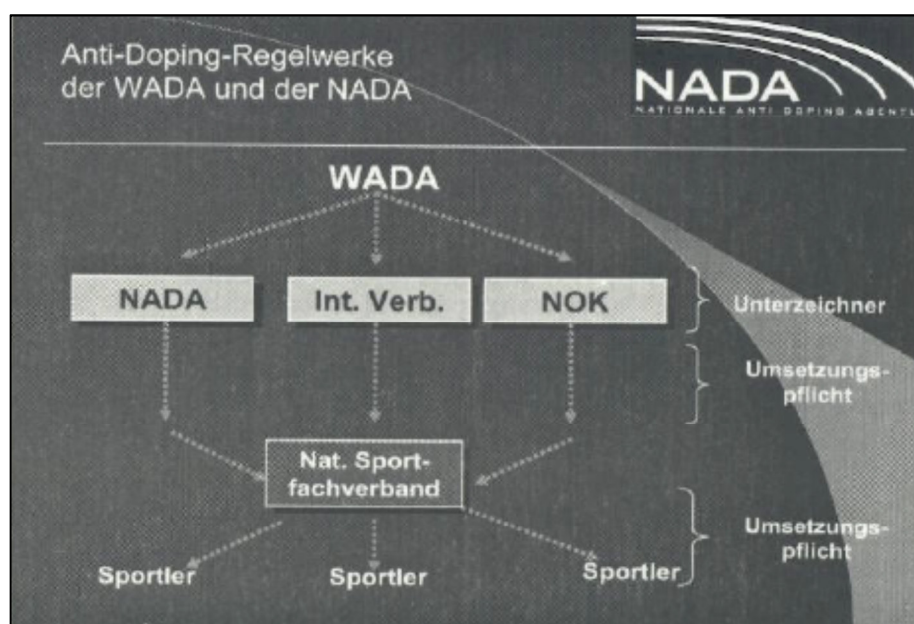 Anti-Doping-Regelwerke
der WADA und der NADA
NADA
NATIONALE ANTI DOPING AGENTU
WADA
NADA
Int. Verb.
NOK
Unterzeichner
Umsetzungs-
pflicht
Nat. Sport-
fachverband
Umsetzungs-
pflicht
Sportler
Sportler
Sportler